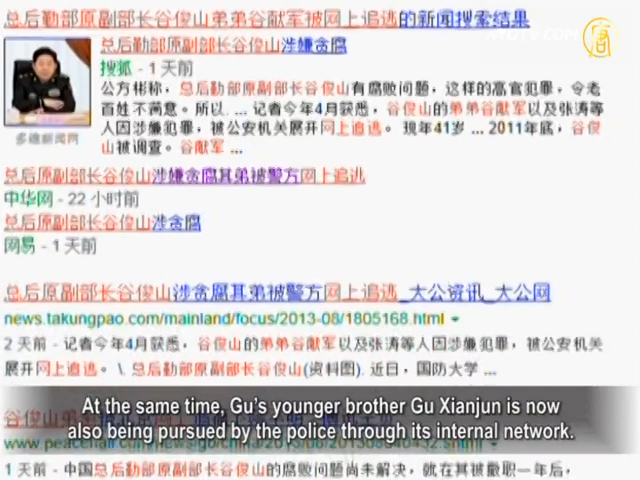 总后勤部原副部长谷俊山弟弟谷献军被网上追逃的新闻搜索结果
NTDTV.COM
总后勤部原副部长谷俊山涉嫌贪腐
搜狐 - 1 天前
公方彬称，总后勤部原副部长谷俊山有腐败问题，这样的高官犯罪，令老
百姓不满意。所以. ... 记者今年4月获悉，谷俊山的弟弟谷献军以及张涛等
人因涉嫌犯罪，被公安机关展开网上追逃。 现年41岁 ... 2011年底，谷俊
山被调查。 谷献军 ...
多维新闻网
总后原副部长谷俊山涉嫌贪腐其弟被警方网上追逃
中华网 - 22 小时前
总后原副部长谷俊山涉贪腐
网易 - 1 天前
总后原副部长谷俊山涉贪腐其弟被警方网上追逃_大公资讯_大公网
news.takungpao.com/mainland/focus/2013-08/1805168.html
2 天前 - 记者今年4月获悉，谷俊山的弟弟谷献军以及张涛等人因涉嫌犯罪，被公安机关
展开网上追逃。 \. 总后勤部原副部长谷俊山(资料图). 近日，国防大学 ...
谷俊山弟弟
At the same time, Gu's younger brother Gu Xianjun is now
also being pursued by the police through its internal network.
1 天前 - 中国总后勤部原副部长谷俊山的腐败问题尚未解决，就在其被撤职一年后，